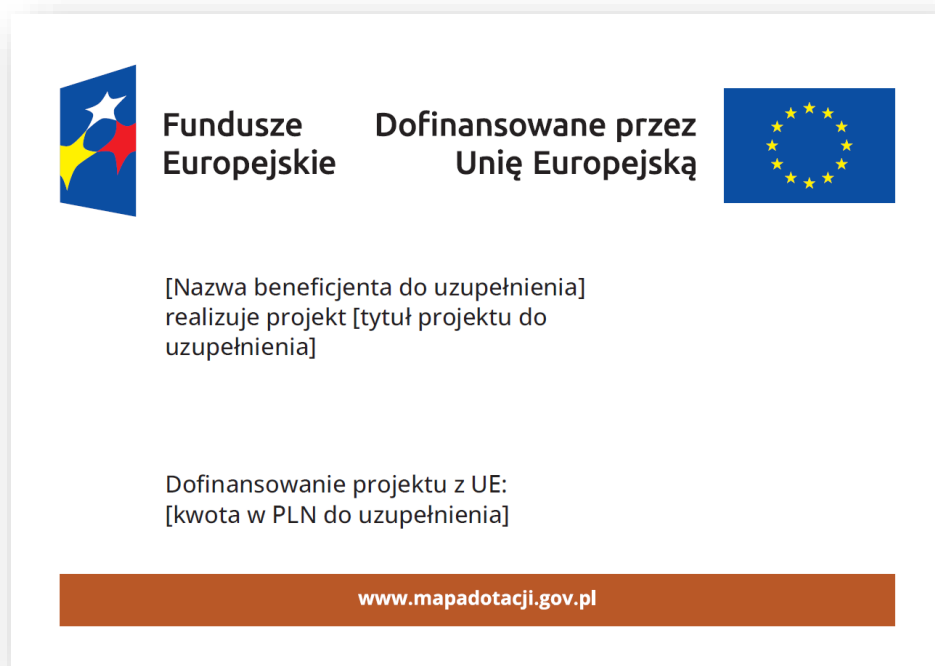 Fundusze
Europejskie
Dofinansowane przez
Unię Europejską
[Nazwa beneficjenta do uzupełnienia]
realizuje projekt [tytuł projektu do
uzupełnienia]
Dofinansowanie projektu z UE:
[kwota w PLN do uzupełnienia]
www.mapadotacji.gov.pl